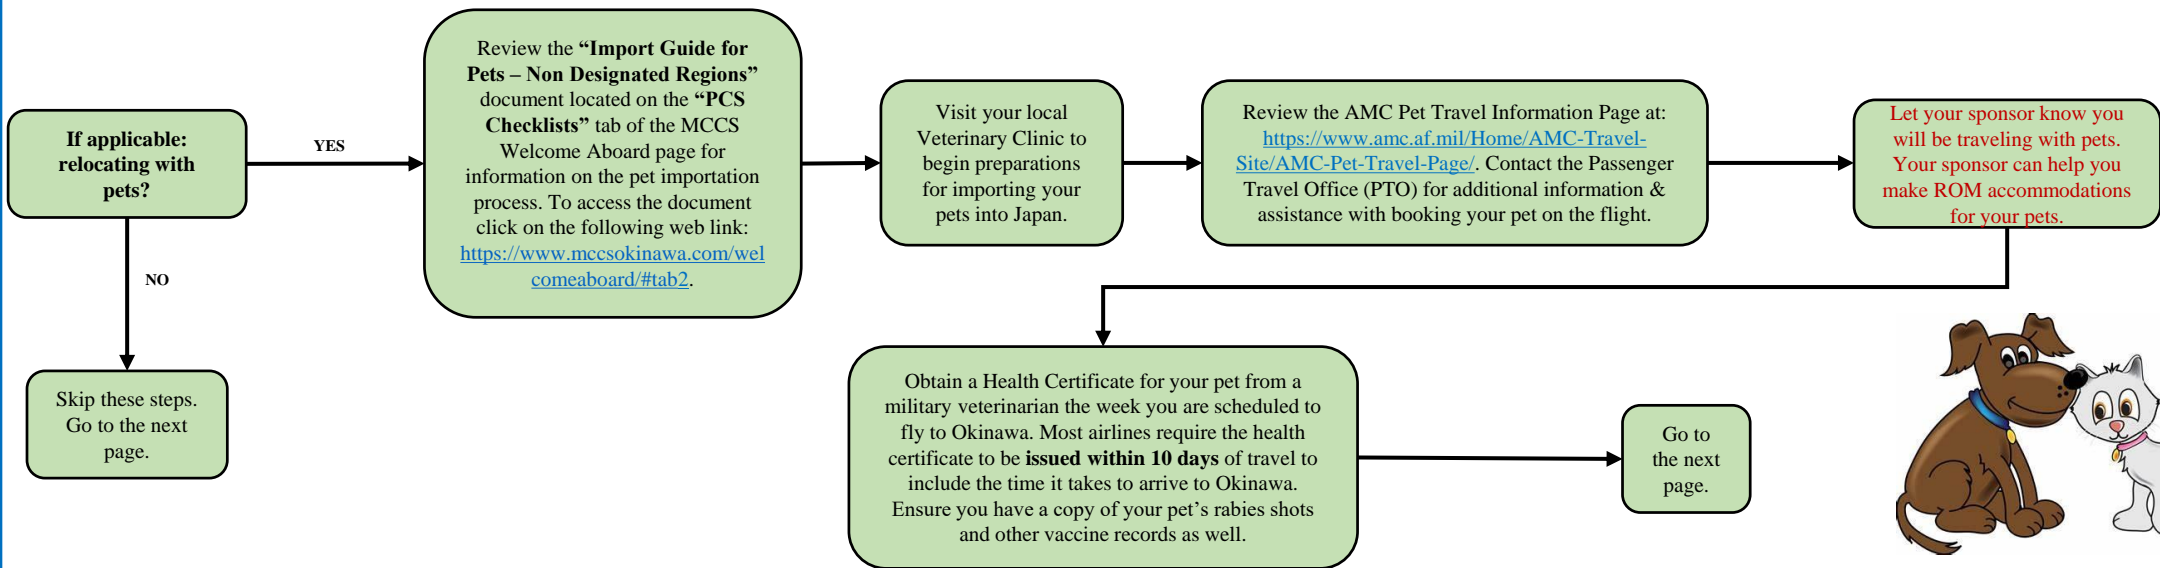 If applicable:
relocating with
pets?
YES
NO
Skip these steps.
Go to the next
page.
Review the “Import Guide for
Pets – Non Designated Regions”
document located on the “PCS
Checklists” tab of the MCCS
Welcome Aboard page for
information on the pet importation
process. To access the document
click on the following web link:
https://www.mccsokinawa.com/wel
comeaboard/#tab2.
Visit your local
Veterinary Clinic to
begin preparations
for importing your
pets into Japan.
Review the AMC Pet Travel Information Page at:
https://www.amc.af.mil/Home/AMC-Travel-
Site/AMC-Pet-Travel-Page/. Contact the Passenger
Travel Office (PTO) for additional information &
assistance with booking your pet on the flight.
Let your sponsor know you
will be traveling with pets.
Your sponsor can help you
make ROM accommodations
for your pets.
Obtain a Health Certificate for your pet from a
military veterinarian the week you are scheduled to
fly to Okinawa. Most airlines require the health
certificate to be issued within 10 days of travel to
include the time it takes to arrive to Okinawa.
Ensure you have a copy of your pet’s rabies shots
and other vaccine records as well.
Go to
the next
page.